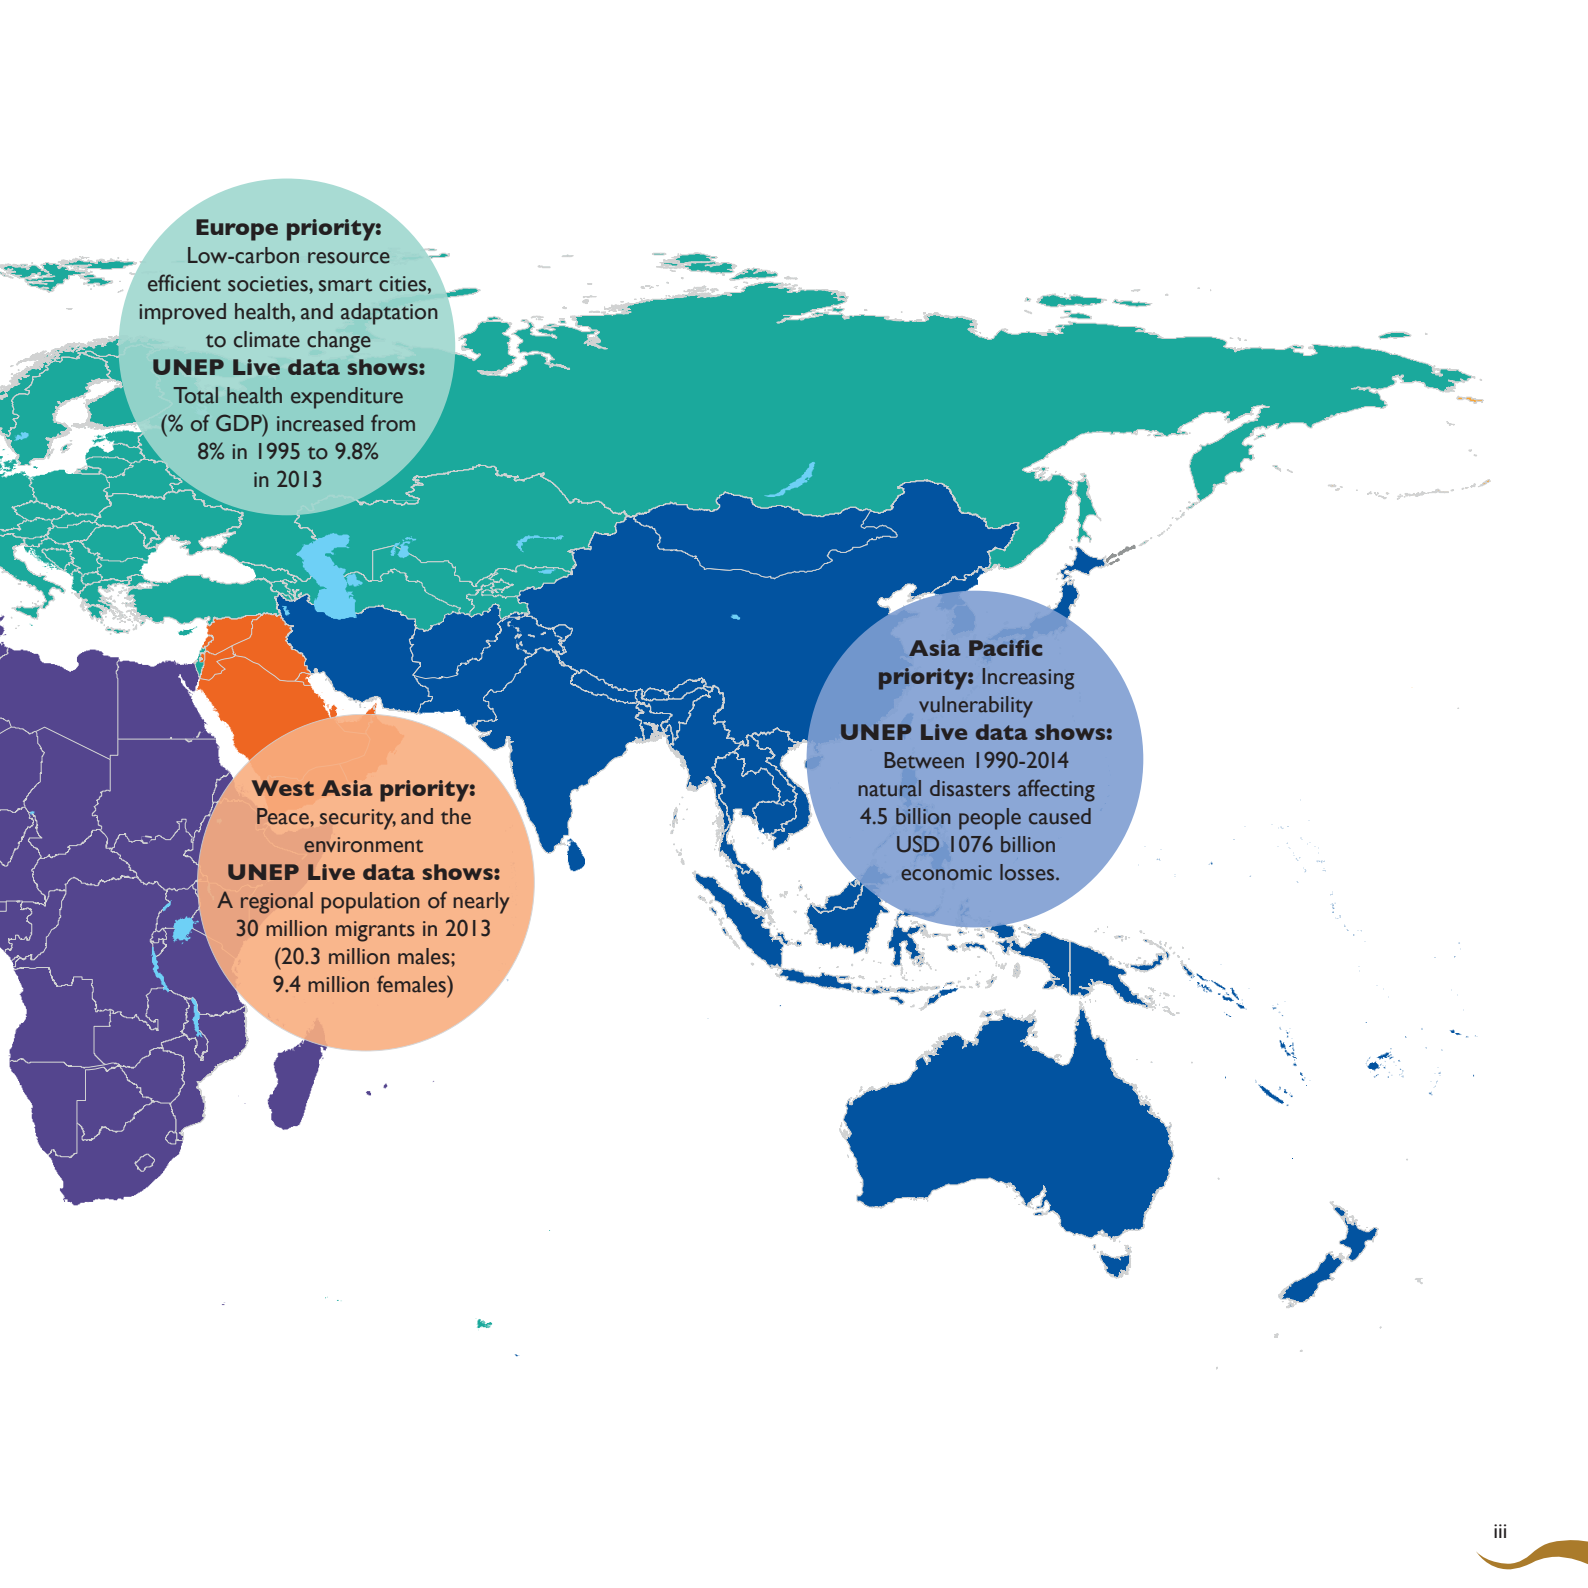 Europe priority:
Low-carbon resource
efficient societies, smart cities,
improved health, and adaptation
to climate change
UNEP Live data shows:
Total health expenditure
(% of GDP) increased from
8% in 1995 to 9.8%
in 2013
Asia Pacific
priority: Increasing
vulnerability
UNEP Live data shows:
Between 1990-2014
natural disasters affecting
4.5 billion people caused
USD 1076 billion
economic losses.
West Asia priority:
Peace, security, and the
environment
UNEP Live data shows:
A regional population of nearly
30 million migrants in 2013
(20.3 million males;
9.4 million females)
iii